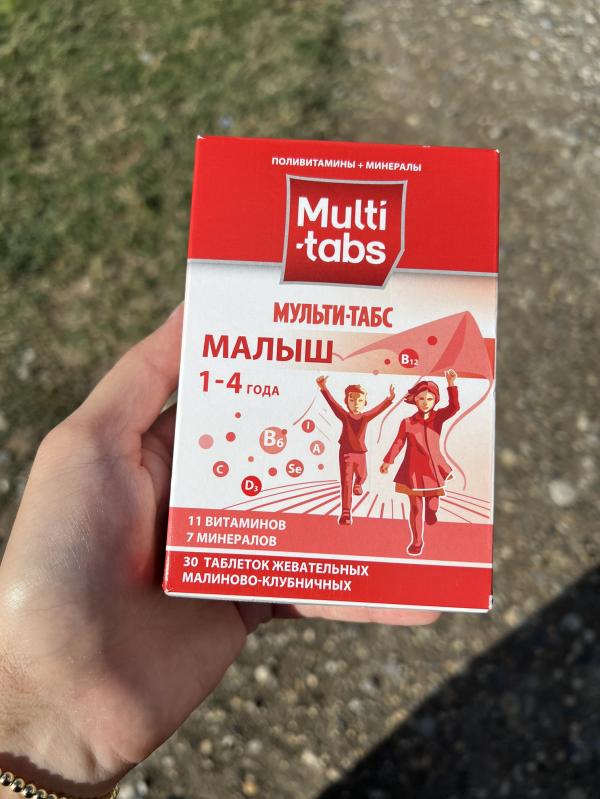 ПОЛИВИТАМИНЫ + МИНЕРАЛЫ
Multi
-tabs
МУЛЬТИ-ТАБС
МАЛЫШ
1-4 ГОДА
B12
B6
I
A
C
Se
D3
11 ВИТАМИНОВ
7 МИНЕРАЛОВ
30 ТАБЛЕТОК ЖЕВАТЕЛЬНЫХ
МАЛИНОВО-КЛУБНИЧНЫХ